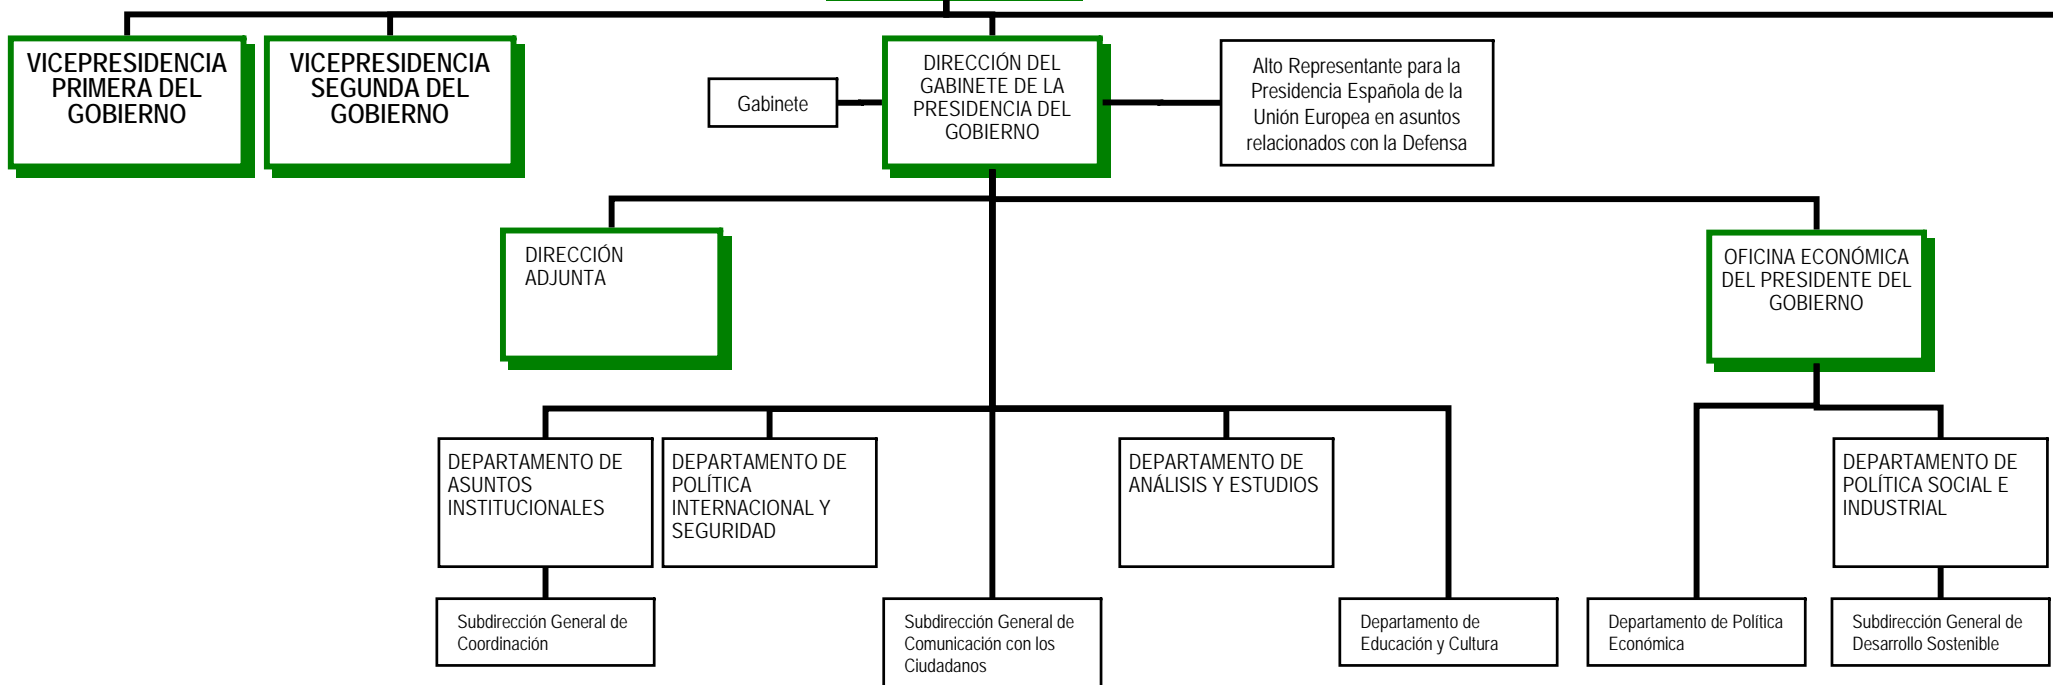 VICEPRESIDENCIA
PRIMERA DEL
GOBIERNO
VICEPRESIDENCIA
SEGUNDA DEL
GOBIERNO
Gabinete
DIRECCIÓN DEL
GABINETE DE LA
PRESIDENCIA DEL
GOBIERNO
Alto Representante para la
Presidencia Española de la
Unión Europea en asuntos
relacionados con la Defensa
DIRECCIÓN
ADJUNTA
OFICINA ECONÓMICA
DEL PRESIDENTE DEL
GOBIERNO
DEPARTAMENTO DE
ASUNTOS
INSTITUCIONALES
DEPARTAMENTO DE
POLÍTICA
INTERNACIONAL Y
SEGURIDAD
DEPARTAMENTO DE
ANÁLISIS Y ESTUDIOS
DEPARTAMENTO DE
POLÍTICA SOCIAL E
INDUSTRIAL
Subdirección General de
Coordinación
Subdirección General de
Comunicación con los
Ciudadanos
Departamento de
Educación y Cultura
Departamento de Política
Económica
Subdirección General de
Desarrollo Sostenible